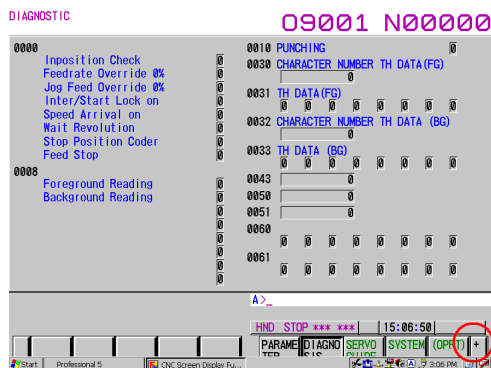 DIAGNOSTIC
O9001 N00000
0000
Inposition Check 0
Feedrate Override 0% 0
Jog Feed Override 0% 0
Inter/Start Lock on 0
Speed Arrival on 0
Wait Revolution 0
Stop Position Coder 0
Feed Stop 0
0008
Foreground Reading 0
Background Reading 0
0
0
0
0
0
0
0010 PUNCHING 0
0030 CHARACTER NUMBER TH DATA(FG)
0
0031 TH DATA(FG)
0 0 0 0 0 0 0 0
0032 CHARACTER NUMBER TH DATA (BG)
0
0033 TH DATA (BG)
0 0 0 0 0 0 0 0
0043 0
0050 0
0051 0
0060
0 0 0 0 0 0 0 0
0061
0 0 0 0 0 0 0 0
A>_
HND STOP *** *** 15:06:50
PARAME DIAGNO SERVO SYSTEM (OPRT) +
TER SIS GUIDE
Start Professional 5 CNC Screen Display Fu... A 3:06 PM